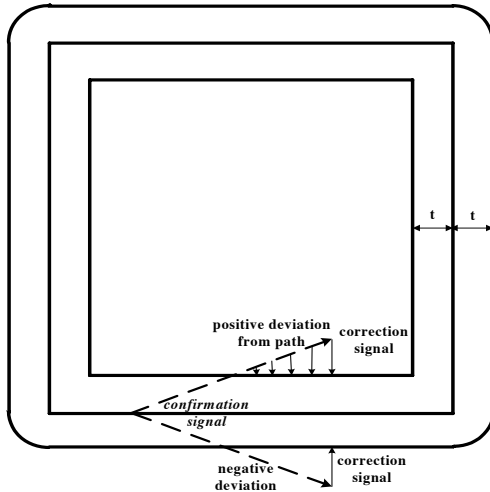 t
t
positive deviation
from path
correction
signal
confirmation
signal
correction
signal
negative
deviation